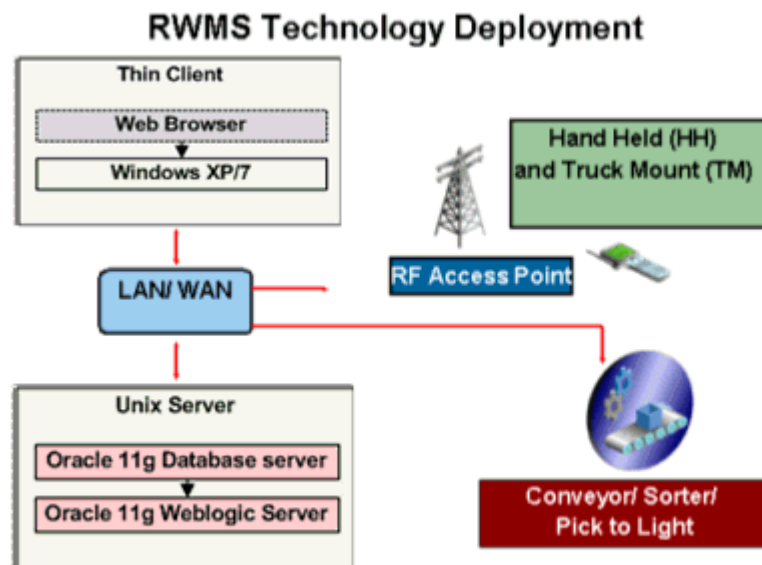 RWMS Technology Deployment
Thin Client
Web Browser
Windows XP/7
Hand Held (HH)
and Truck Mount (TM)
RF Access Point
LAN/ WAN
Unix Server
Oracle 11g Database server
Oracle 11g Weblogic Server
Conveyor/ Sorter/
Pick to Light